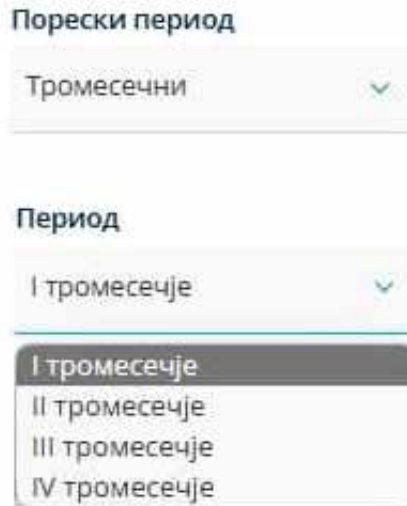 Порески период
Тромесечни
Период
I тромесечје
I тромесечје
II тромесечје
III тромесечје
IV тромесечје